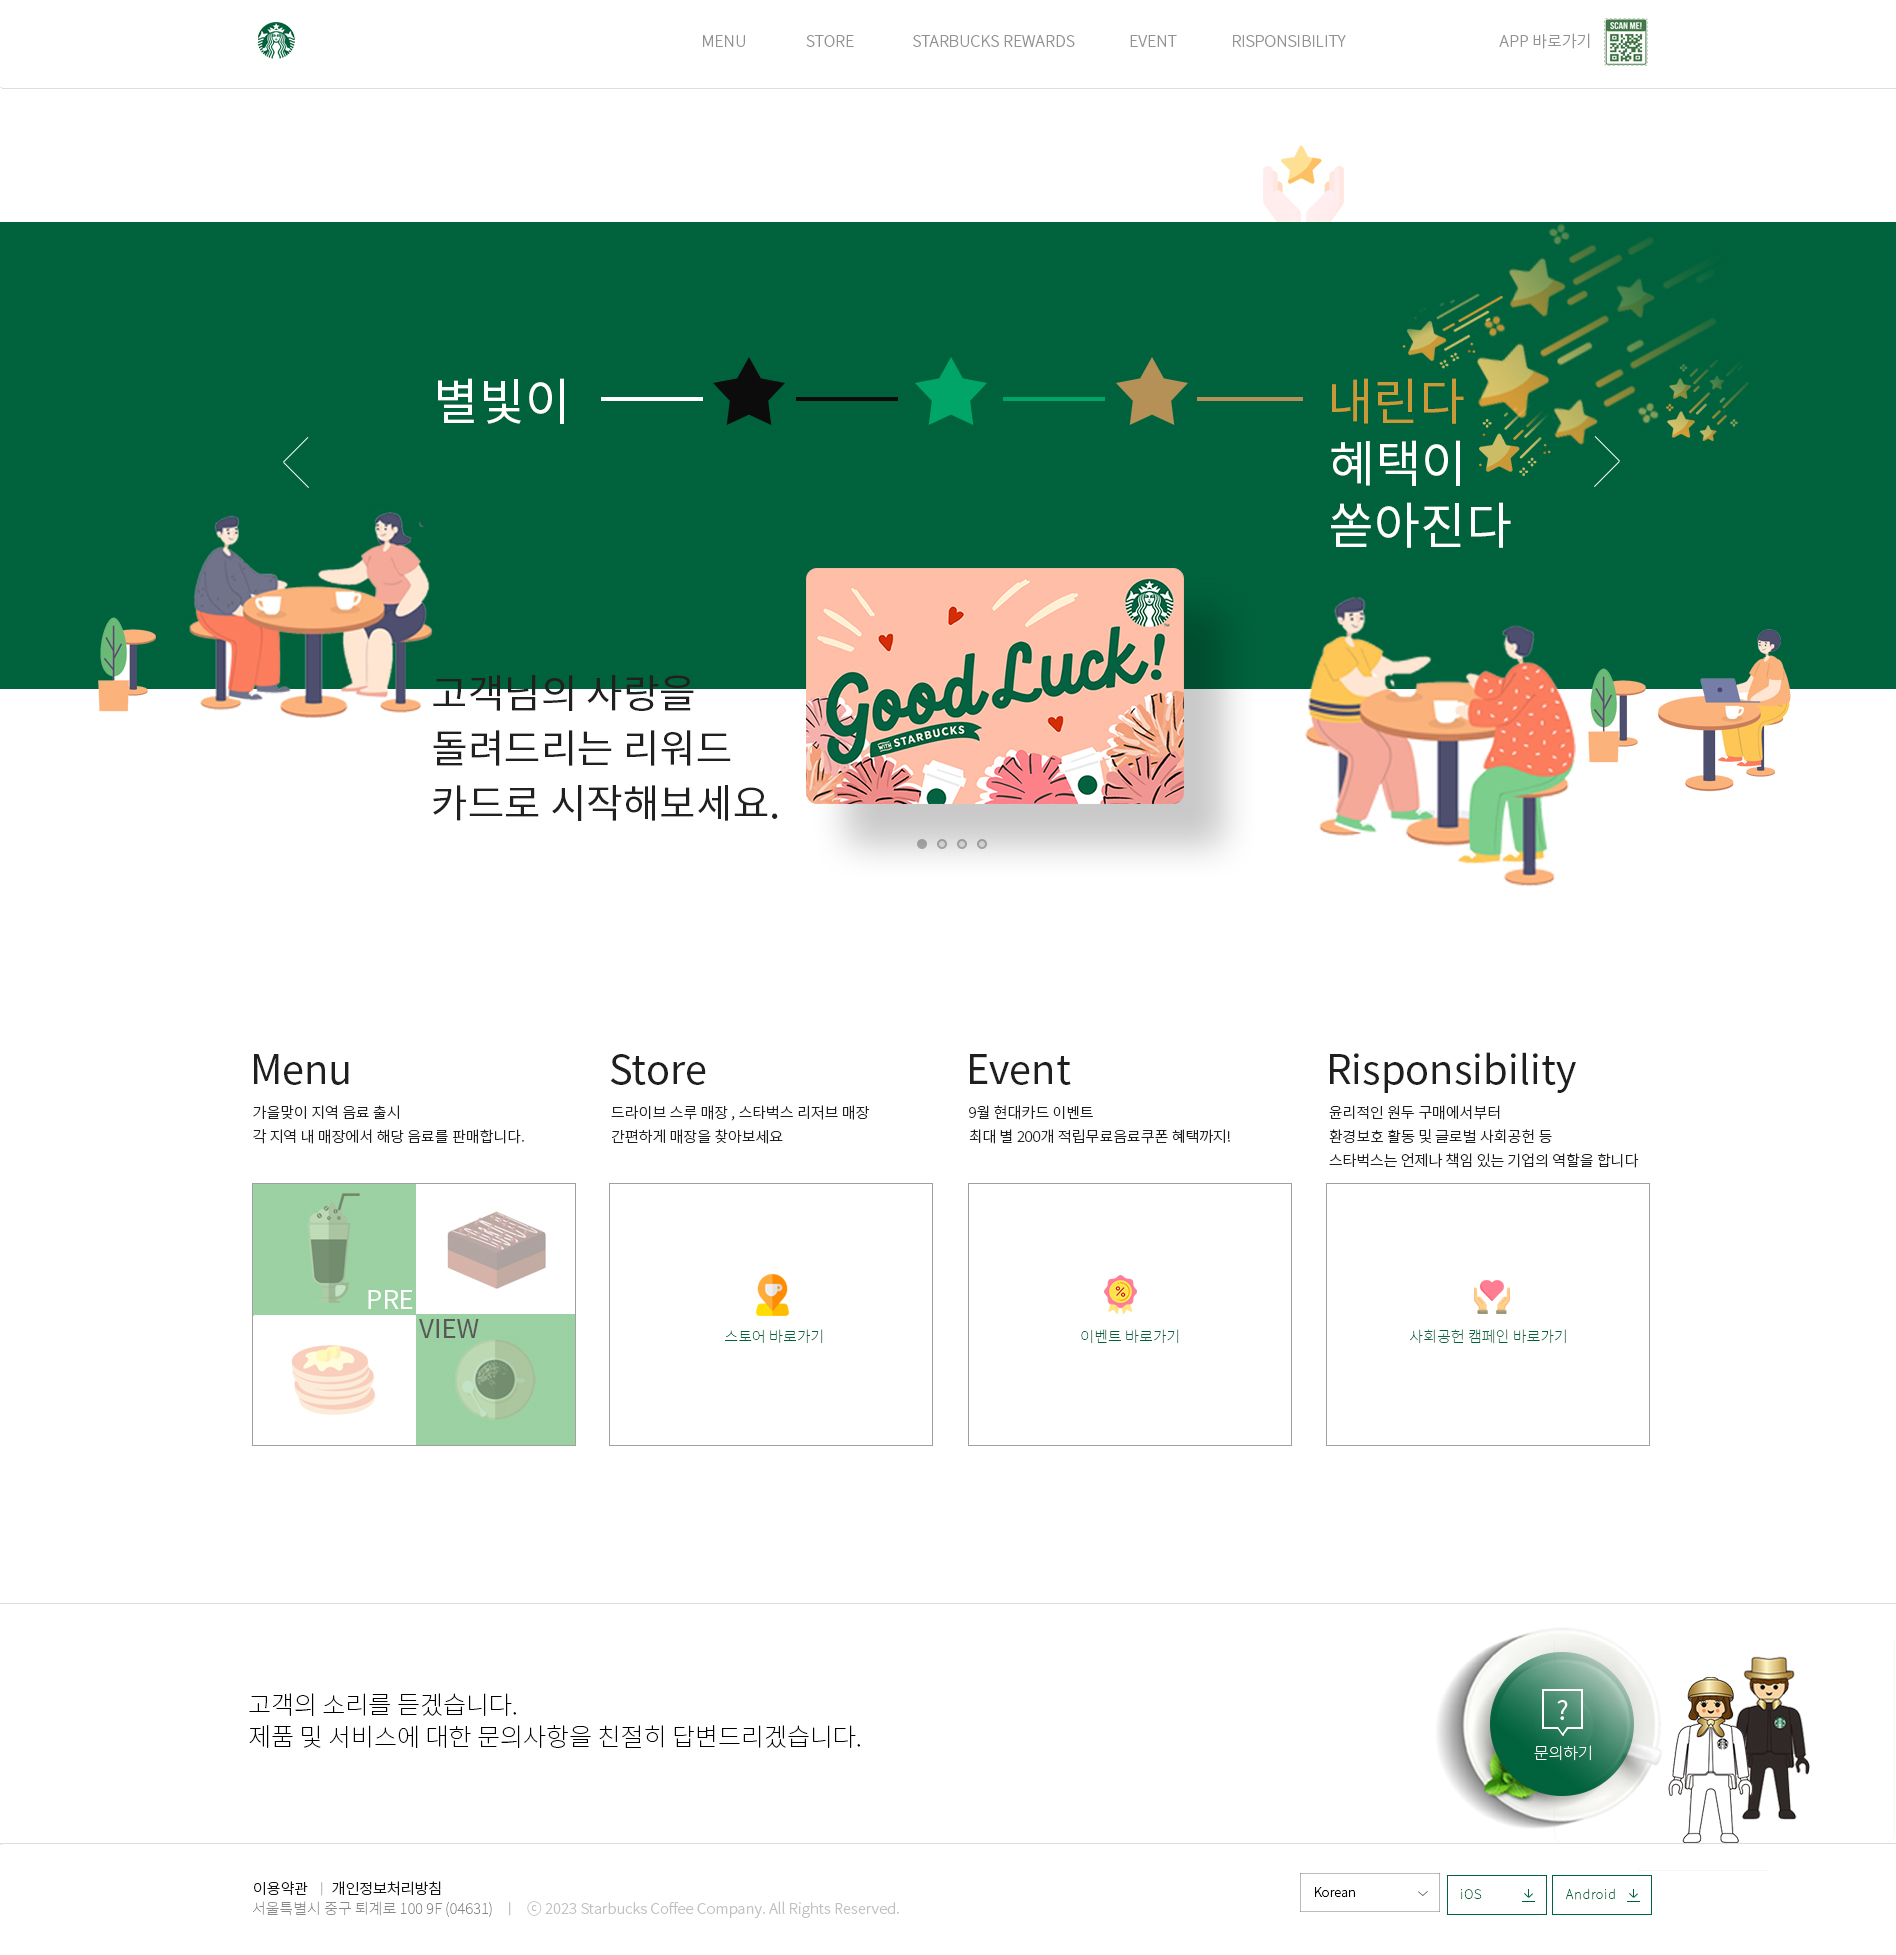 MENU
STORE
STARBUCKS REWARDS
EVENT
RISPONSIBILITY
APP 바로가기
SCAN ME!
별빛이
내린다
혜택이
쏟아진다
고객님의 사랑을
돌려드리는 리워드
카드로 시작해보세요.
Good Luck!
WITH STARBUCKS
Menu
가을맞이 지역 음료 출시
각 지역 내 매장에서 해당 음료를 판매합니다.
PRE
VIEW
Store
드라이브 스루 매장 , 스타벅스 리저브 매장
간편하게 매장을 찾아보세요
스토어 바로가기
Event
9월 현대카드 이벤트
최대 별 200개 적립무료음료쿠폰 혜택까지!
이벤트 바로가기
Risponsibility
윤리적인 원두 구매에서부터
환경보호 활동 및 글로벌 사회공헌 등
스타벅스는 언제나 책임 있는 기업의 역할을 합니다
사회공헌 캠페인 바로가기
고객의 소리를 듣겠습니다.
제품 및 서비스에 대한 문의사항을 친절히 답변드리겠습니다.
?
문의하기
이용약관 | 개인정보처리방침
서울특별시 중구 퇴계로 100 9F (04631) | ⓒ 2023 Starbucks Coffee Company. All Rights Reserved.
Korean
iOS
Android